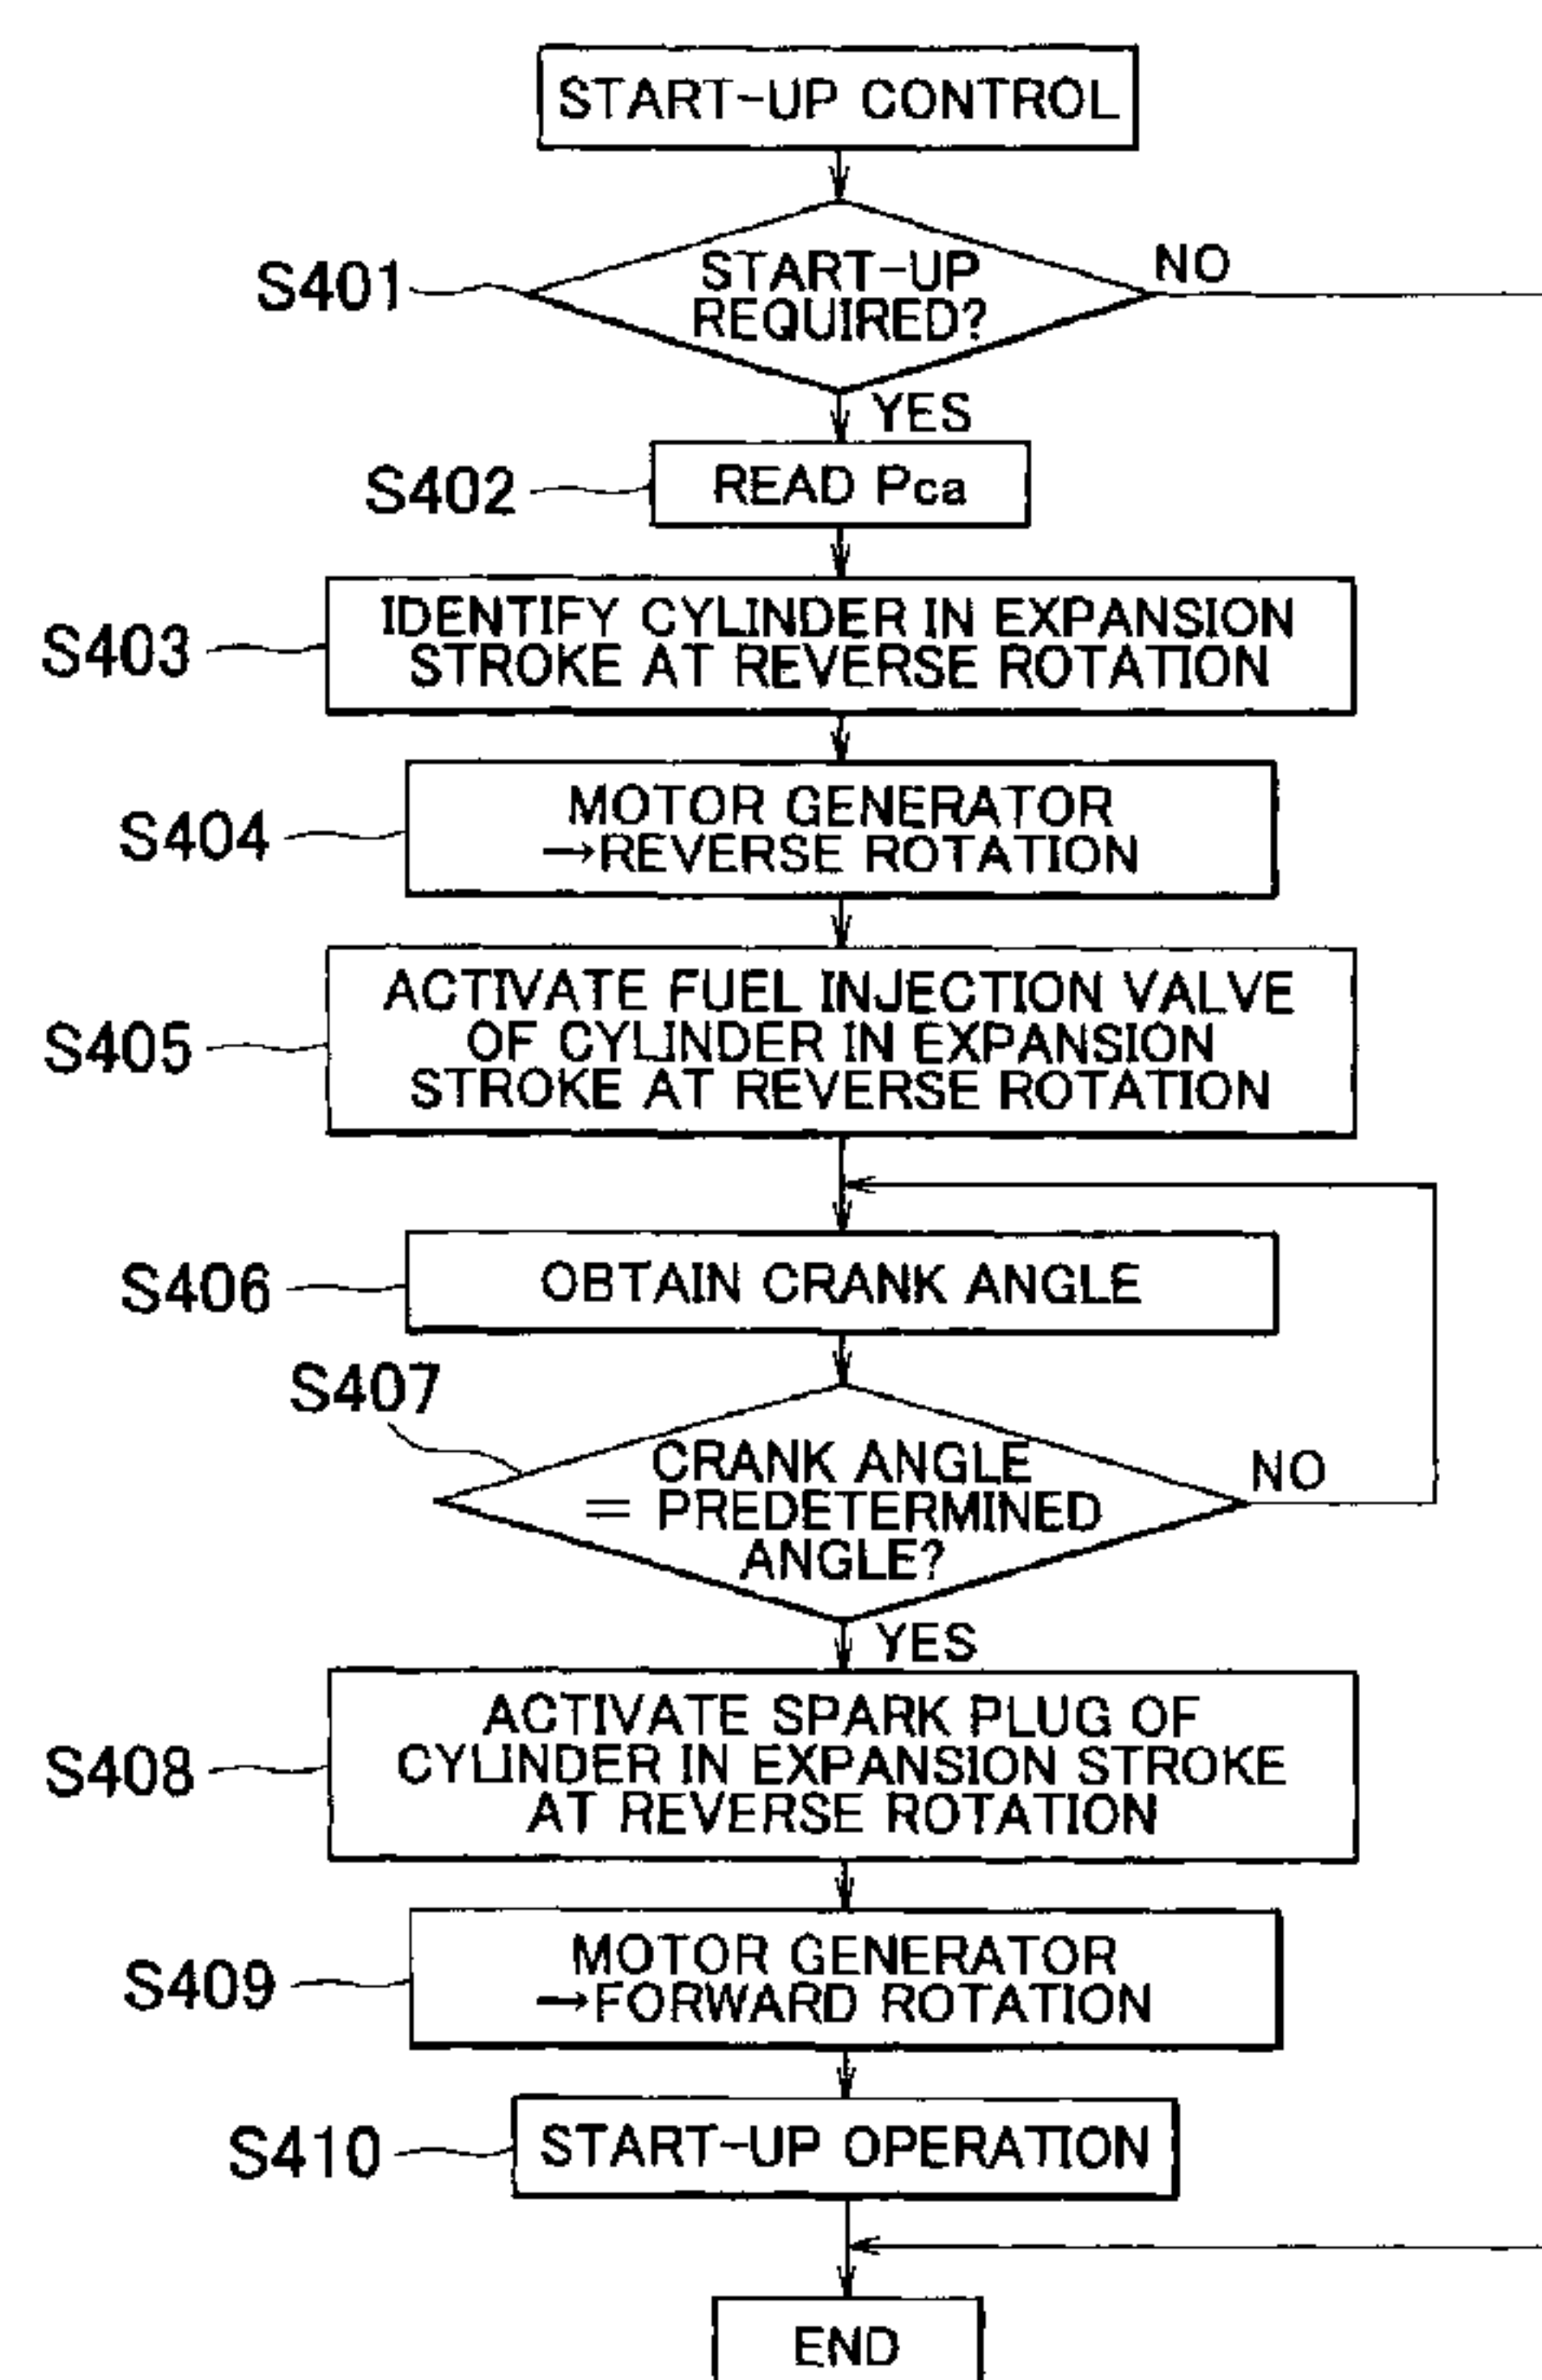 START-UP CONTROL
S401
START-UP
REQUIRED?
NO
YES
S402
READ Pca
S403
IDENTIFY CYLINDER IN EXPANSION
STROKE AT REVERSE ROTATION
S404
MOTOR GENERATOR
→REVERSE ROTATION
S405
ACTIVATE FUEL INJECTION VALVE
OF CYLINDER IN EXPANSION
STROKE AT REVERSE ROTATION
S406
OBTAIN CRANK ANGLE
S407
CRANK ANGLE
= PREDETERMINED
ANGLE?
NO
YES
S408
ACTIVATE SPARK PLUG OF
CYLINDER IN EXPANSION STROKE
AT REVERSE ROTATION
S409
MOTOR GENERATOR
→FORWARD ROTATION
S410
START-UP OPERATION
END